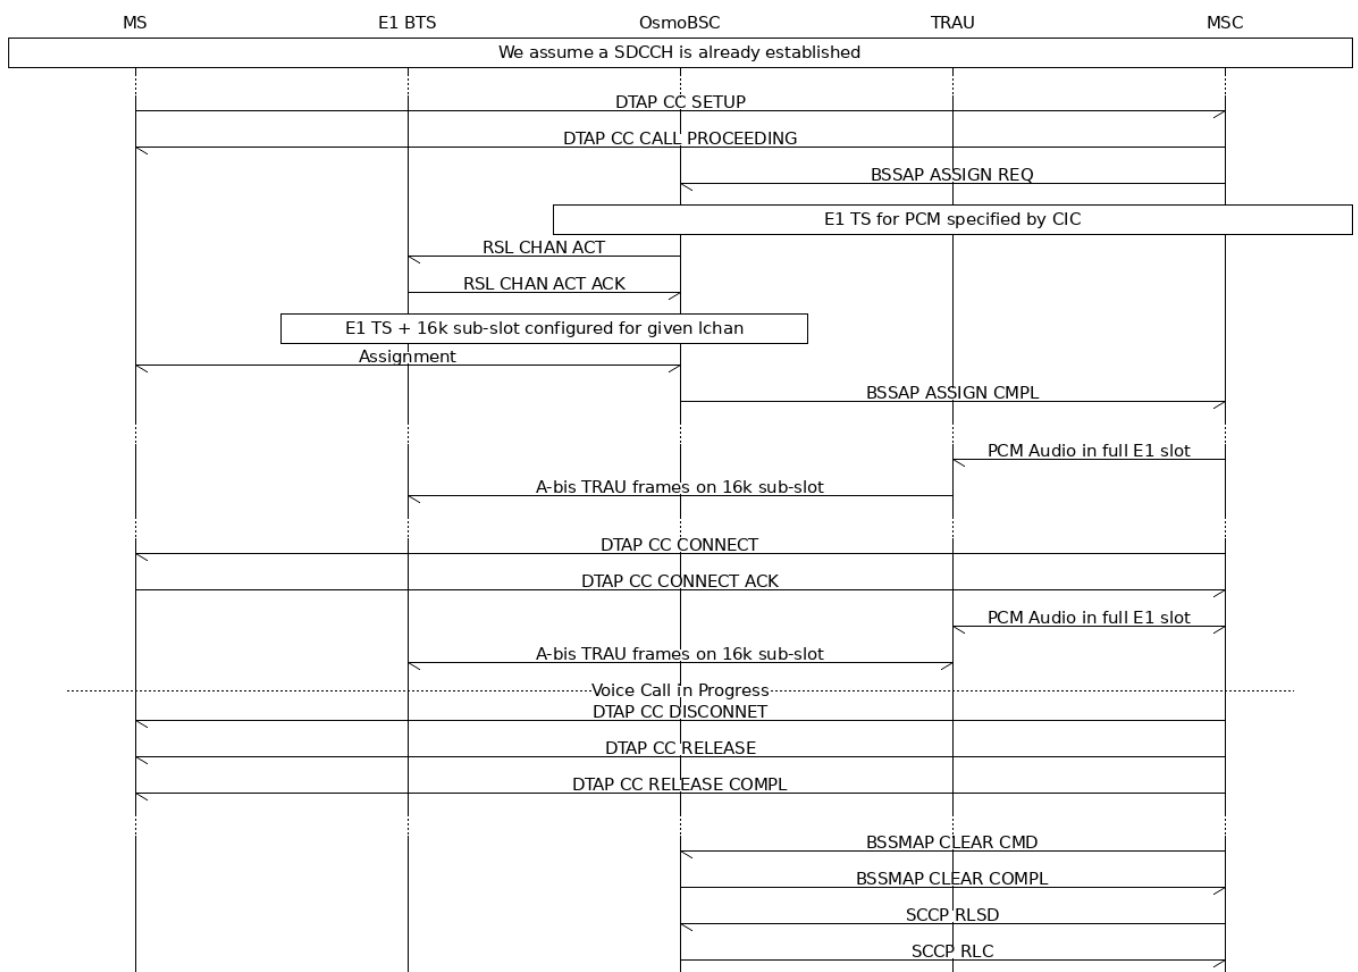 MS E1 BTS OsmoBSC TRAU MSC
We assume a SDCCH is already established
DTAP CC SETUP
DTAP CC CALL PROCEEDING
BSSAP ASSIGN REQ
E1 TS for PCM specified by CIC
RSL CHAN ACT
RSL CHAN ACT ACK
E1 TS + 16k sub-slot configured for given lchan
Assignment
BSSAP ASSIGN CMPL
PCM Audio in full E1 slot
A-bis TRAU frames on 16k sub-slot
DTAP CC CONNECT
DTAP CC CONNECT ACK
PCM Audio in full E1 slot
A-bis TRAU frames on 16k sub-slot
Voice Call in Progress
DTAP CC DISCONNET
DTAP CC RELEASE
DTAP CC RELEASE COMPL
BSSMAP CLEAR CMD
BSSMAP CLEAR COMPL
SCCP RLSD
SCCP RLC